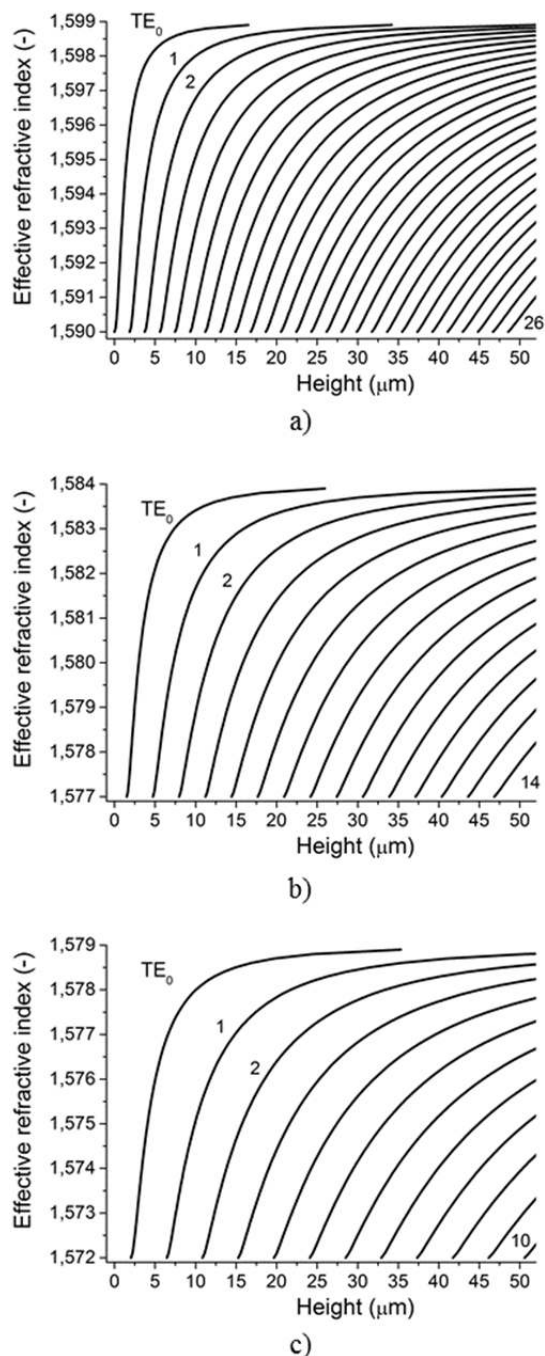 1,599
1,598
1,597
1,596
1,595
1,594
1,593
1,592
1,591
1,590
Effective refractive index (-)
TE0
1
2
26
0 5 10 15 20 25 30 35 40 45 50
Height (μm)
a)
1,584
1,583
1,582
1,581
1,580
1,579
1,578
1,577
Effective refractive index (-)
TE0
1
2
14
0 5 10 15 20 25 30 35 40 45 50
Height (μm)
b)
1,579
1,578
1,577
1,576
1,575
1,574
1,573
1,572
Effective refractive index (-)
TE0
1
2
10
0 5 10 15 20 25 30 35 40 45 50
Height (μm)
c)